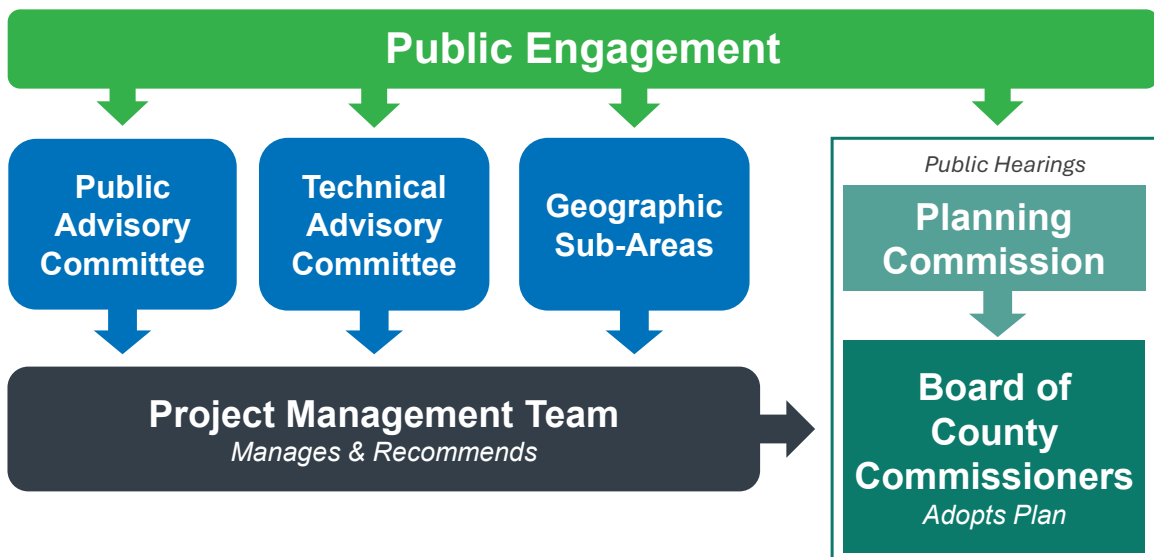 Public Engagement
Public
Advisory
Committee
Technical
Advisory
Committee
Geographic
Sub-Areas
Public Hearings
Planning
Commission
Project Management Team
Manages & Recommends
Board of
County
Commissioners
Adopts Plan